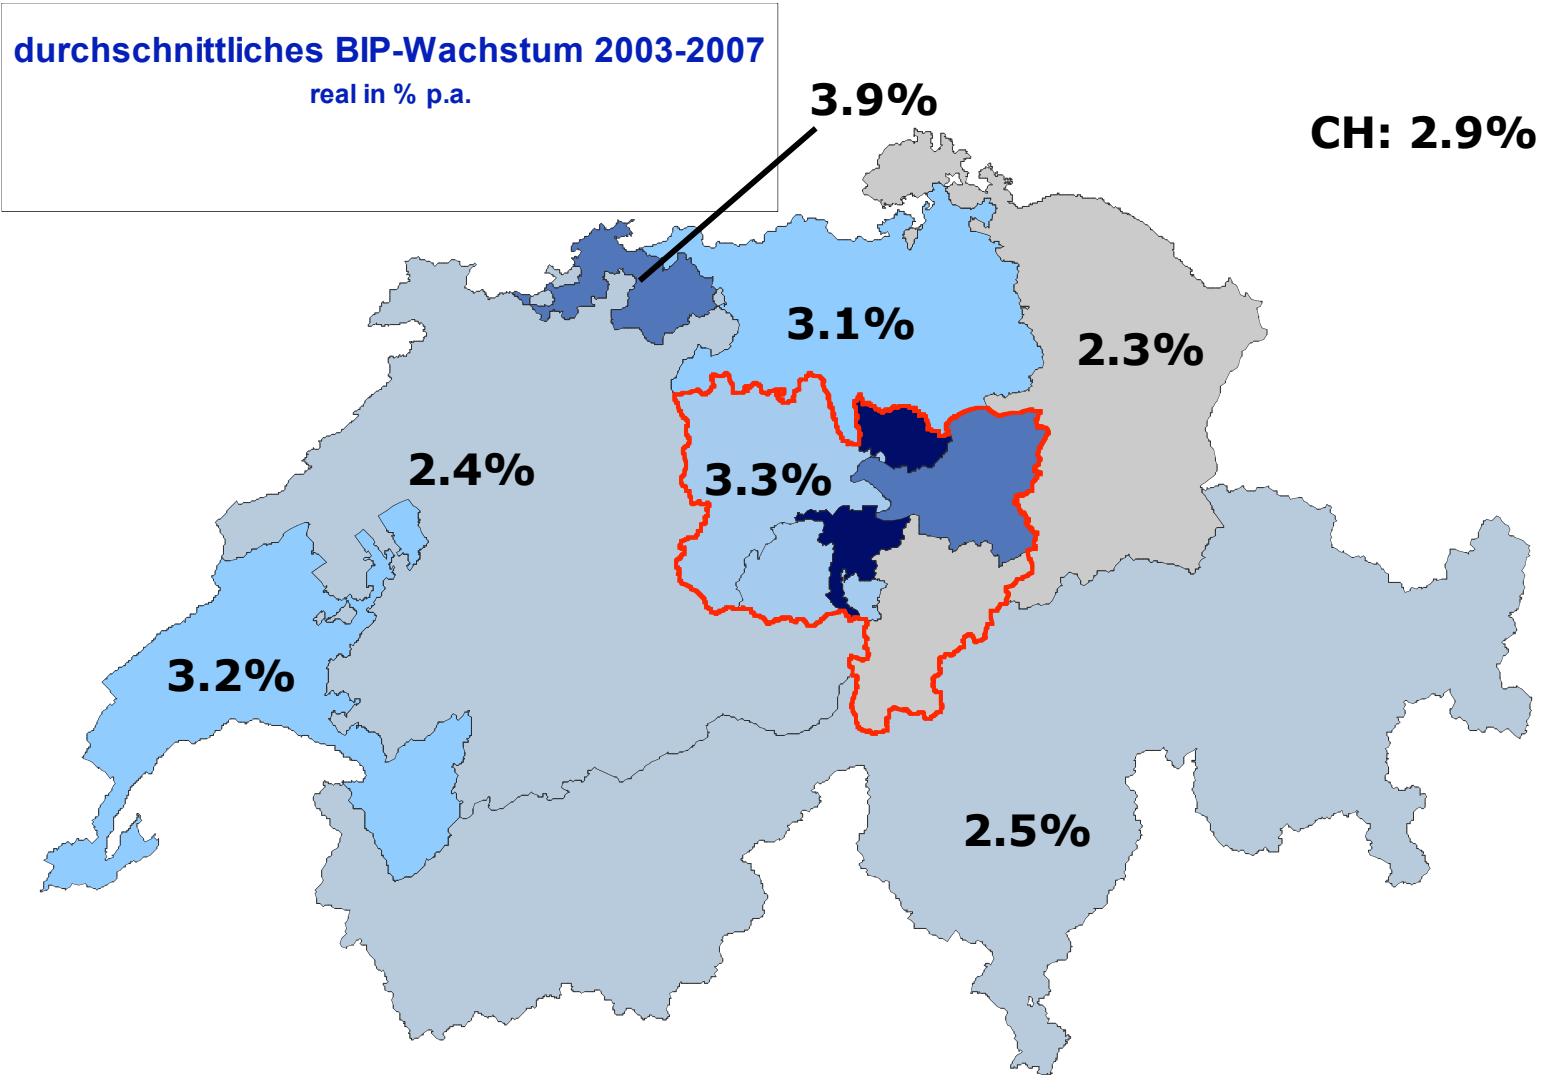 durchschnittliches BIP-Wachstum 2003-2007
real in % p.a.
3.9%
CH: 2.9%
3.1%
2.3%
2.4%
3.3%
3.2%
2.5%